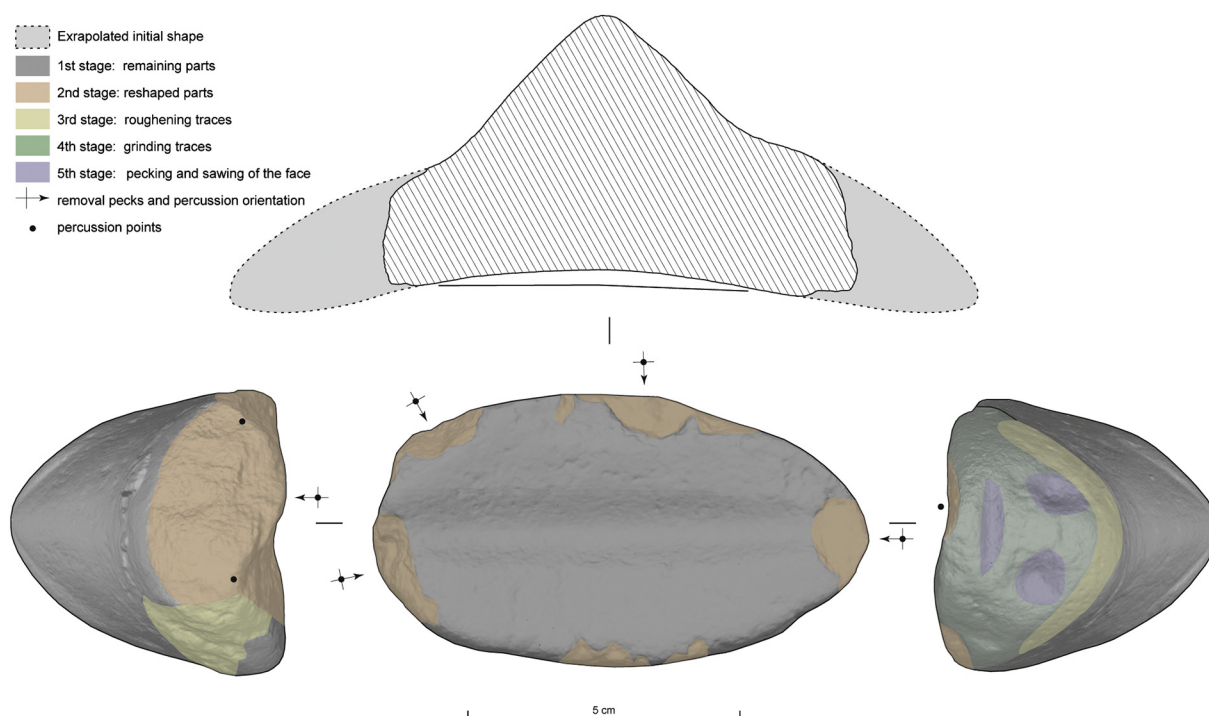 Exrapolated initial shape
1st stage: remaining parts
2nd stage: reshaped parts
3rd stage: roughening traces
4th stage: grinding traces
5th stage: pecking and sawing of the face
removal pecks and percussion orientation
percussion points
5 cm